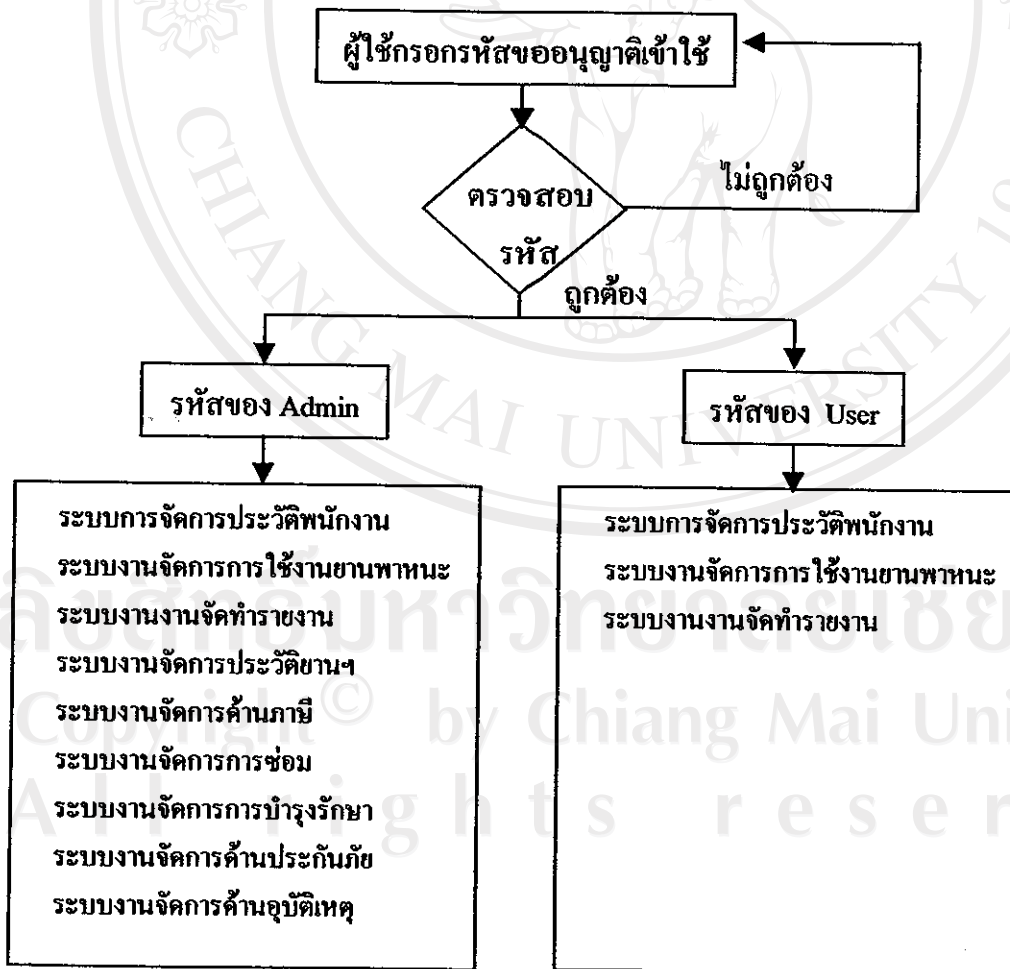 ผู้ใช้กรอกรหัสขออนุญาติเข้าใช้
ตรวจสอบ
รหัส
ไม่ถูกต้อง
ถูกต้อง
รหัสของ Admin
รหัสของ User
ระบบการจัดการประวัติพนักงาน
ระบบงานจัดการการใช้งานยานพาหนะ
ระบบงานงานจัดทำรายงาน
ระบบงานจัดการประวัติยานฯ
ระบบงานจัดการด้านภาษี
ระบบงานจัดการการซ่อม
ระบบงานจัดการการบำรุงรักษา
ระบบงานจัดการด้านประกันภัย
ระบบงานจัดการด้านอุบัติเหตุ
ระบบการจัดการประวัติพนักงาน
ระบบงานจัดการการใช้งานยานพาหนะ
ระบบงานงานจัดทำรายงาน
CHIANG MAI UNIVERSITY
Copyright © by Chiang Mai Uni
All rights reser